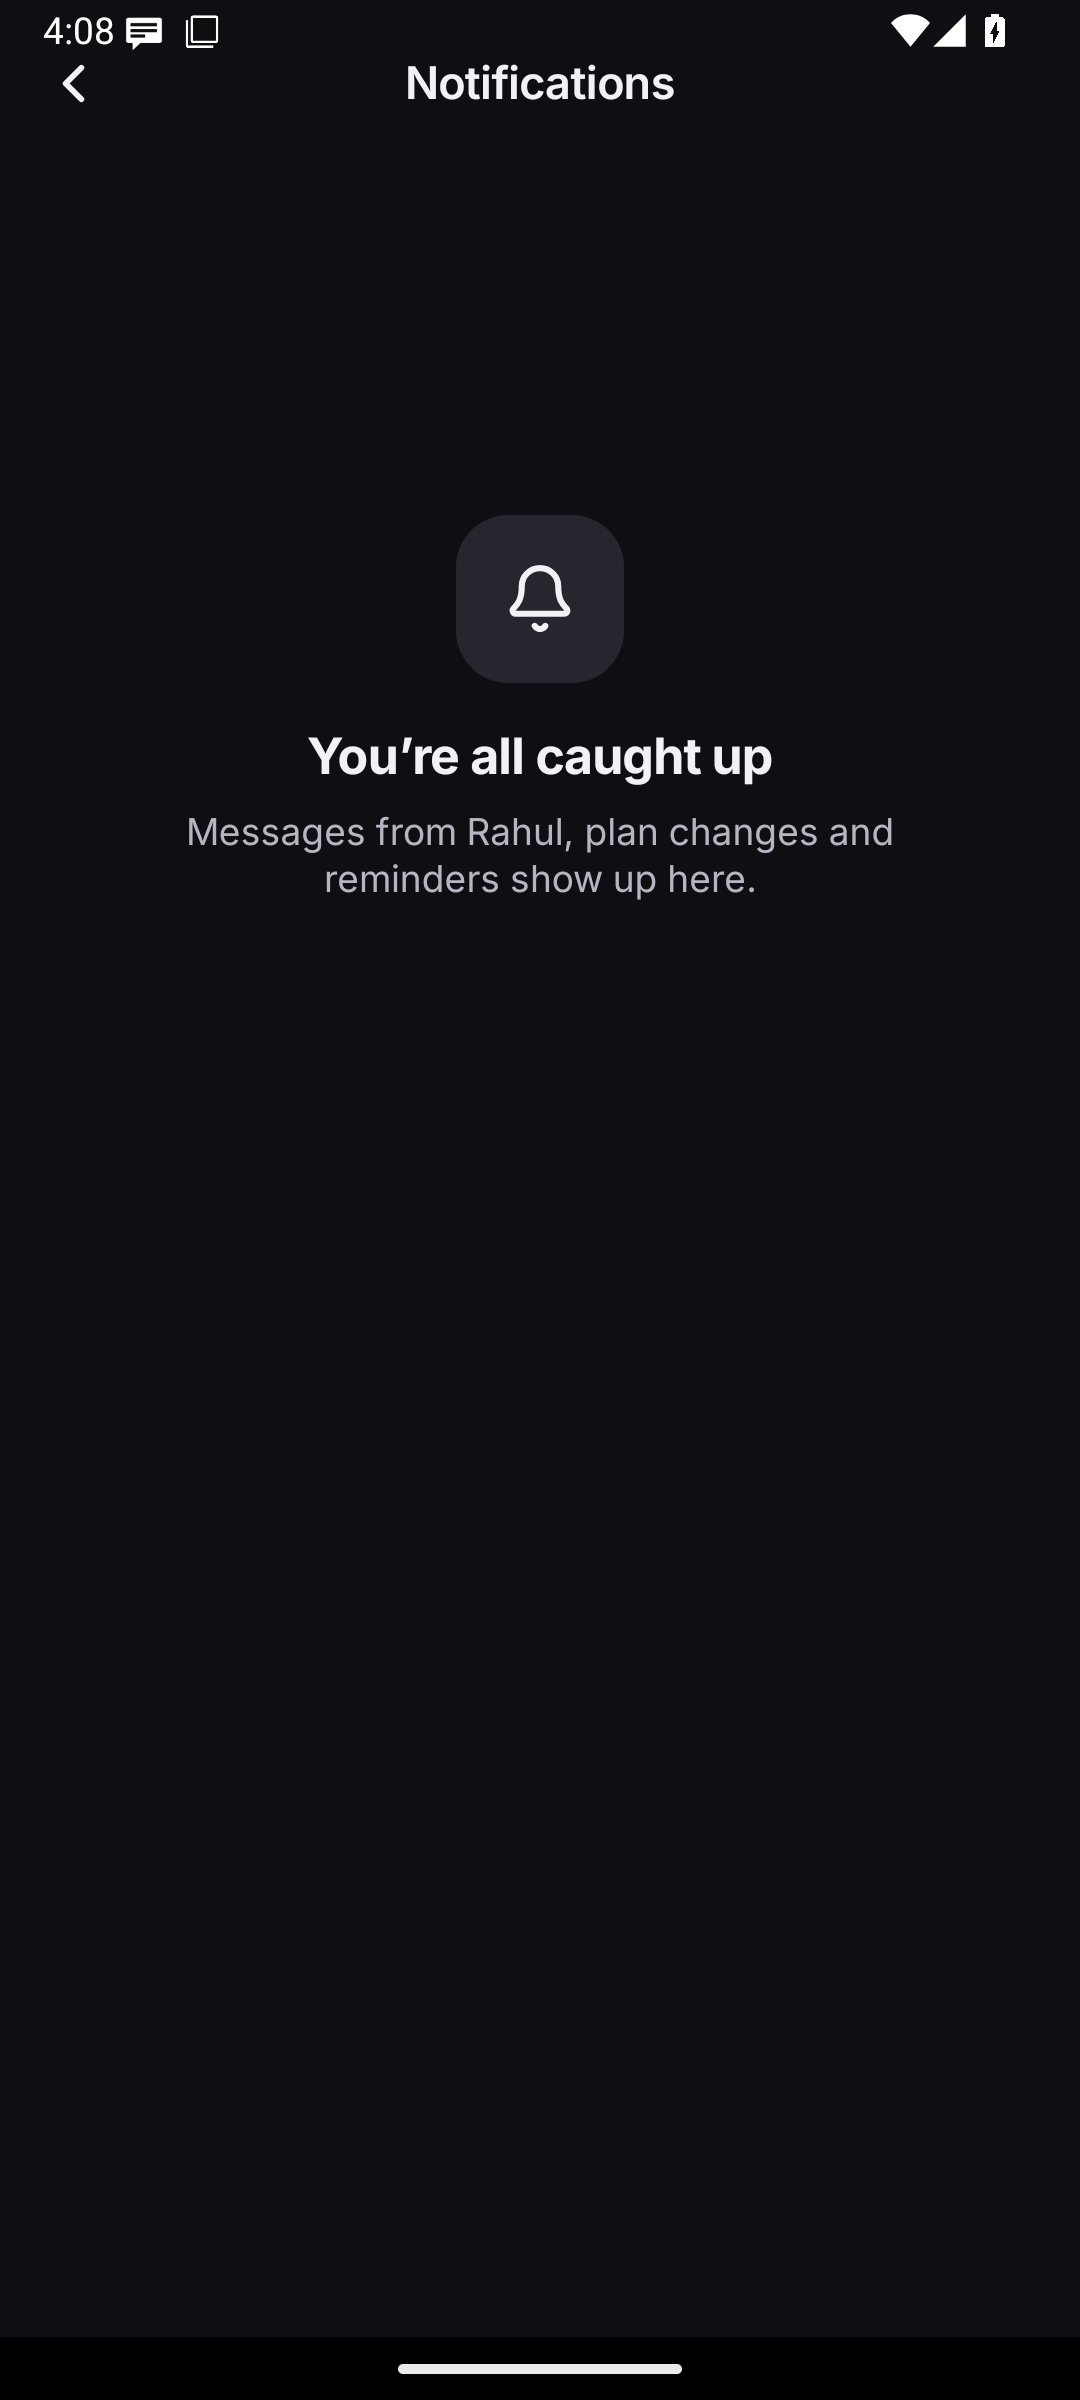 4:08
Notifications
You’re all caught up
Messages from Rahul, plan changes and
reminders show up here.